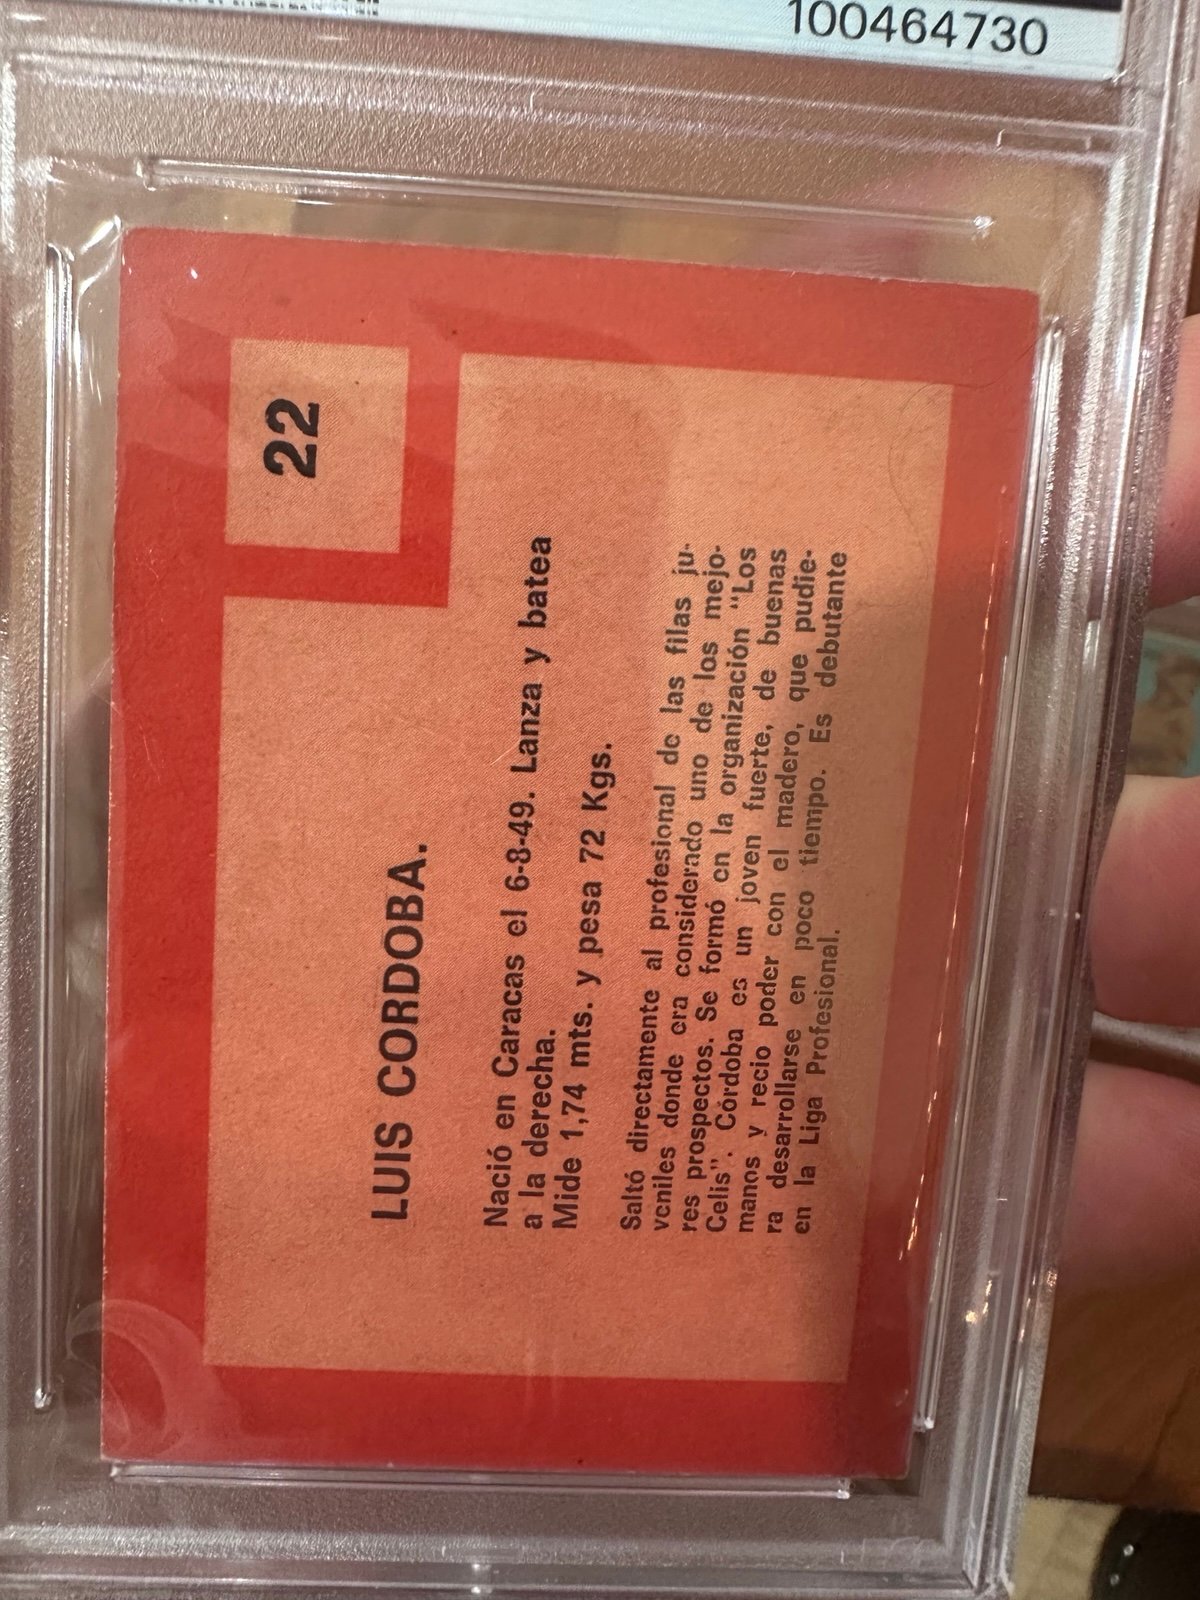 100464730
22
LUIS CORDOBA.
Nació en Caracas el 6-8-49. Lanza y batea
a la derecha.
Mide 1,74 mts. y pesa 72 Kgs.
Saltó directamente al profesional de las filas ju-
veniles donde era considerado uno de los mejo-
res prospectos. Se formó en la organización "Los
Celis". Córdoba es un joven fuerte, de buenas
manos y recio poder con el madero, que pudie-
ra desarrollarse en poco tiempo. Es debutante
en la Liga Profesional.